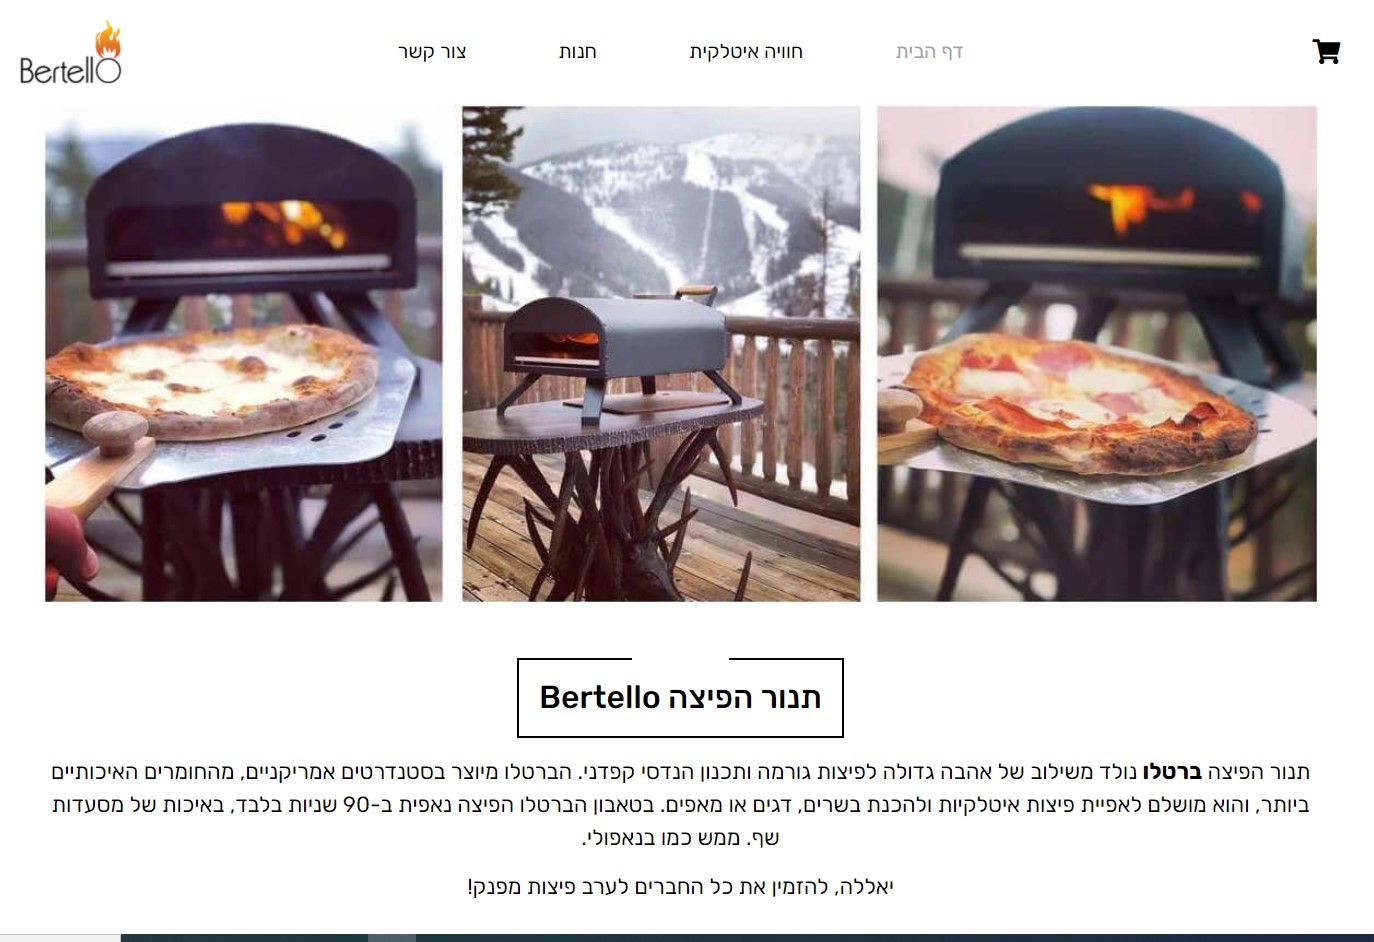 Bertello
דף הבית
חוויה איטלקית
חנות
צור קשר
תנור הפיצה Bertello
תנור הפיצה ברטלו נולד משילוב של אהבה גדולה לפיצות גורמה ותכנון הנדסי קפדני. הברטלו מיוצר בסטנדרטים אמריקניים, מהחומרים האיכותיים
ביותר, והוא מושלם לאפיית פיצות איטלקיות ולהכנת בשרים, דגים או מאפים. בטאבון הברטלו הפיצה נאפית ב-90 שניות בלבד, באיכות של מסעדות
שף. ממש כמו בנאפולי.
יאללה, להזמין את כל החברים לערב פיצות מפנק!